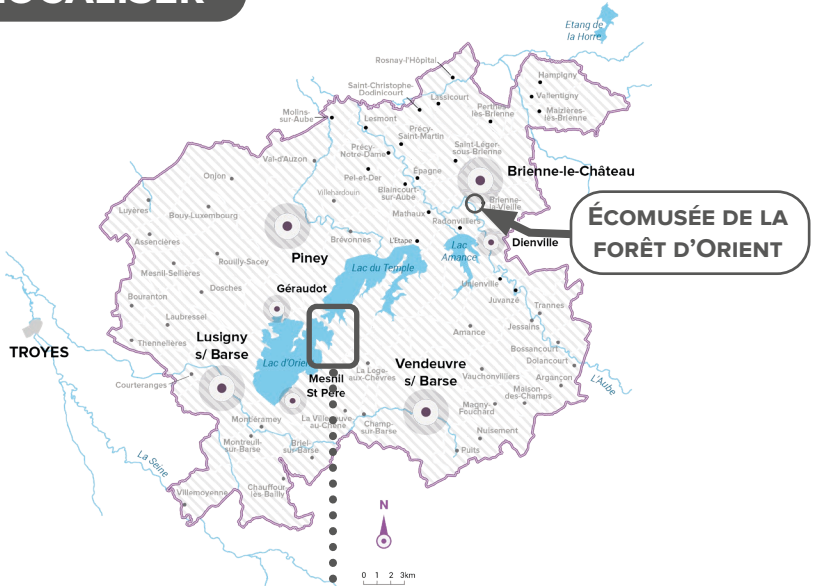 LOCALISER
Etang de
la Horre
Rosnay-l'Hôpital
Hampigny
Saint-Christophe-
Dodinicourt
Lassicourt
Vallentigny
Perthes-
lès-Brienne
Maizières-
lès-Brienne
Molins-
sur-Aube
Lesmont
Précy-
Saint-Martin
Précy-
Notre-Dame
Saint-Léger-
sous-Brienne
Val-d'Auzon
Épagne
Brienne-le-Château
Onjon
Pel-et-Der
Villehardouin
Blaincourt-
sur-Aube
Brienne-
la-Vieille
Luyères
Bouy-Luxembourg
Mathaux
Radonvilliers
ÉCOMUSÉE DE LA
FORÊT D'ORIENT
Assencières
Brévonnes
L'Etape
Dienville
Lac
Amance
Piney
Rouilly-Sacey
Lac du Temple
Mesnil-Sellières
Géraudot
Unienville
Bouranton
Dosches
Juvanzé
Trannes
Laubressel
Jessains
Lusigny
s/ Barse
Amance
Thennelières
Bossancourt
TROYES
Dolancourt
Lac d'Orient
Vendeuvre
s/ Barse
La Loge-
aux-Chèvres
Courteranges
Mesnil
St Père
Vauchonvilliers
Argançon
L'Aube
Maison-
des-Champs
Magny-
Fouchard
La Villeneuve-
au-Chêne
Montiéramey
Champ-
sur-Barse
Nuisement
Montreuil-
sur-Barse
Briel-
sur-Barse
Puits
La Seine
Villemoyenne
Chauffour-
lès-Bailly
N
0 1 2 3km